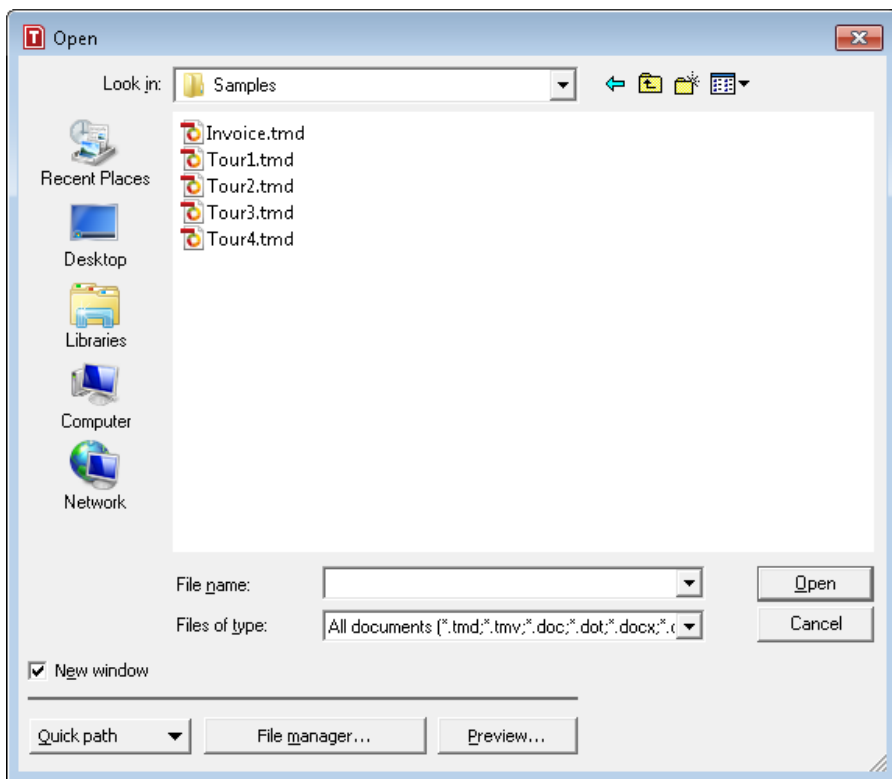 Open
Look in:
Samples
Invoice.tmd
Tour1.tmd
Tour2.tmd
Tour3.tmd
Tour4.tmd
Recent Places
Desktop
Libraries
Computer
Network
File name:
Open
Files of type:
All documents (*.tmd;*.tmv;*.doc;*.dot;*.docx;*.
Cancel
New window
Quick path
File manager...
Preview...